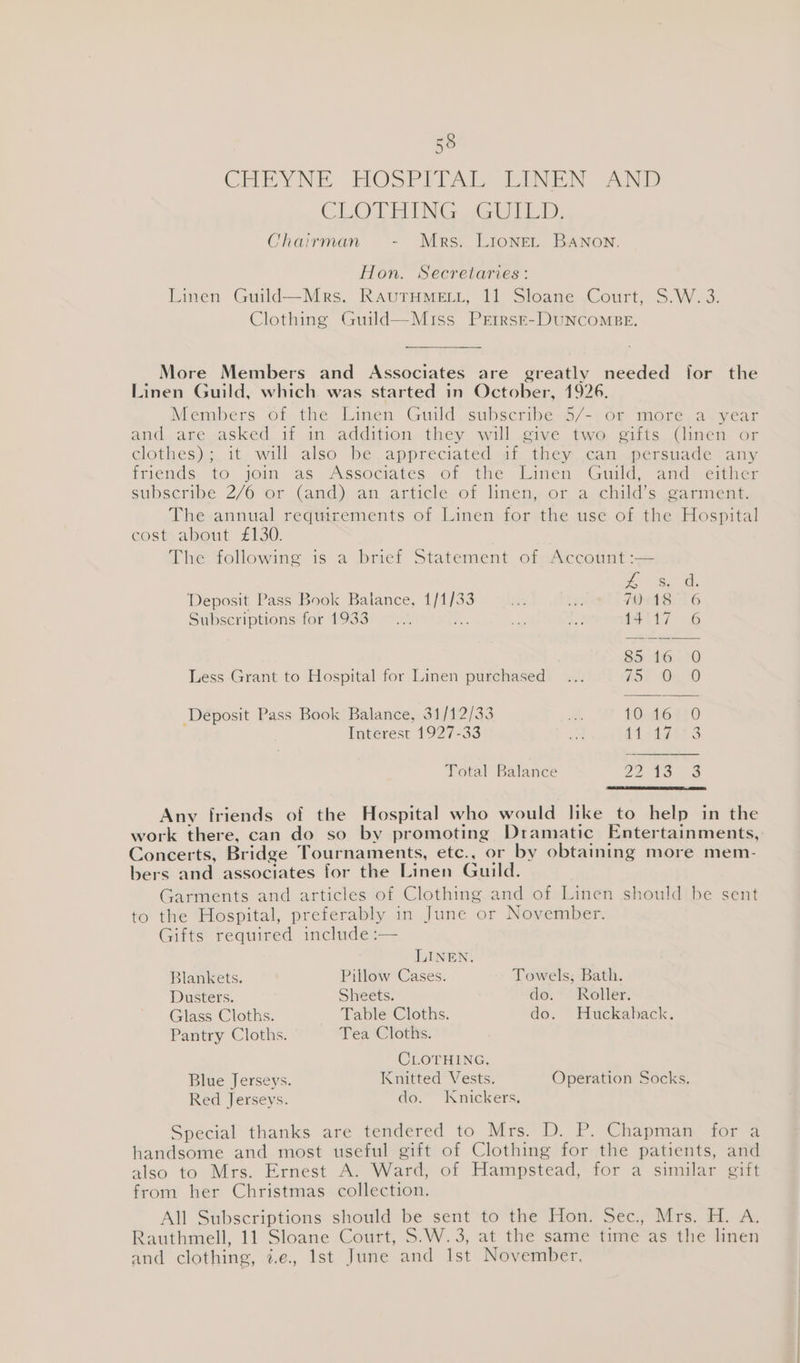 58
CHEYNE HOSPITAL LINEN AND
CLOTHING GUILD.
Chairman - Mrs. Lionel Banon.
Hon. Secretaries:
Linen Guild—Mrs. Rauthmell, 11 Sloane Court, S.W. 3.
Clothing Guild—Miss Peirse-Duncombe.
More Members and Associates are greatly needed for the
Linen Guild, which was started in October, 1926.
Members of the Linen Guild subscribe 5/- or more a year
and are asked if in addition they will give two gifts (linen or
clothes); it will also be appreciated if they can persuade any
friends to join as Associates of the Linen Guild, and either
subscribe 2/6 or (and) an article of linen, or a child's garment.
The annual requirements of Linen for the use of the Hospital
cost about £130.
The following is a brief Statement of Account:—
£ s. d.
Deposit Pass Book Balance, 1/1/33 ... ... 70 18 6
Subscriptions for 1933 ... ... ... ... 14 17 6
85 16 0
Less Grant to Hospital for Linen purchased ... 75 0 0
Deposit Pass Book Balance, 31/12/33 ... 10 16 0
Interest 1927-33 ... 11 17 3
Total Balance 22 13 3
Any friends of the Hospital who would like to help in the
work there, can do so by promoting Dramatic Entertainments,
Concerts, Bridge Tournaments, etc., or by obtaining more mem-
bers and associates for the Linen Guild.
Garments and articles of Clothing and of Linen should be sent
to the Hospital, preferably in June or November.
Gifts required include:—
Linen.
Blankets. Pillow Cases. Towels, Bath.
Dusters. Sheets. do. Roller.
Glass Cloths. Table Cloths. do. Huckaback.
Pantry Cloths. Tea Cloths.
Clothing.
Blue Jerseys. Knitted Vests. Operation Socks.
Red Jerseys. do. Knickers.
Special thanks are tendered to Mrs. D. P. Chapman for a
handsome and most useful gift of Clothing for the patients, and
also to Mrs. Ernest A. Ward, of Hampstead, for a similar gift
from her Christmas collection.
All Subscriptions should be sent to the Hon. Sec., Mrs. H. A.
Rauthmell, 11 Sloane Court, S.W. 3, at the same time as the linen
and clothing, i.e., 1st June and 1st November.